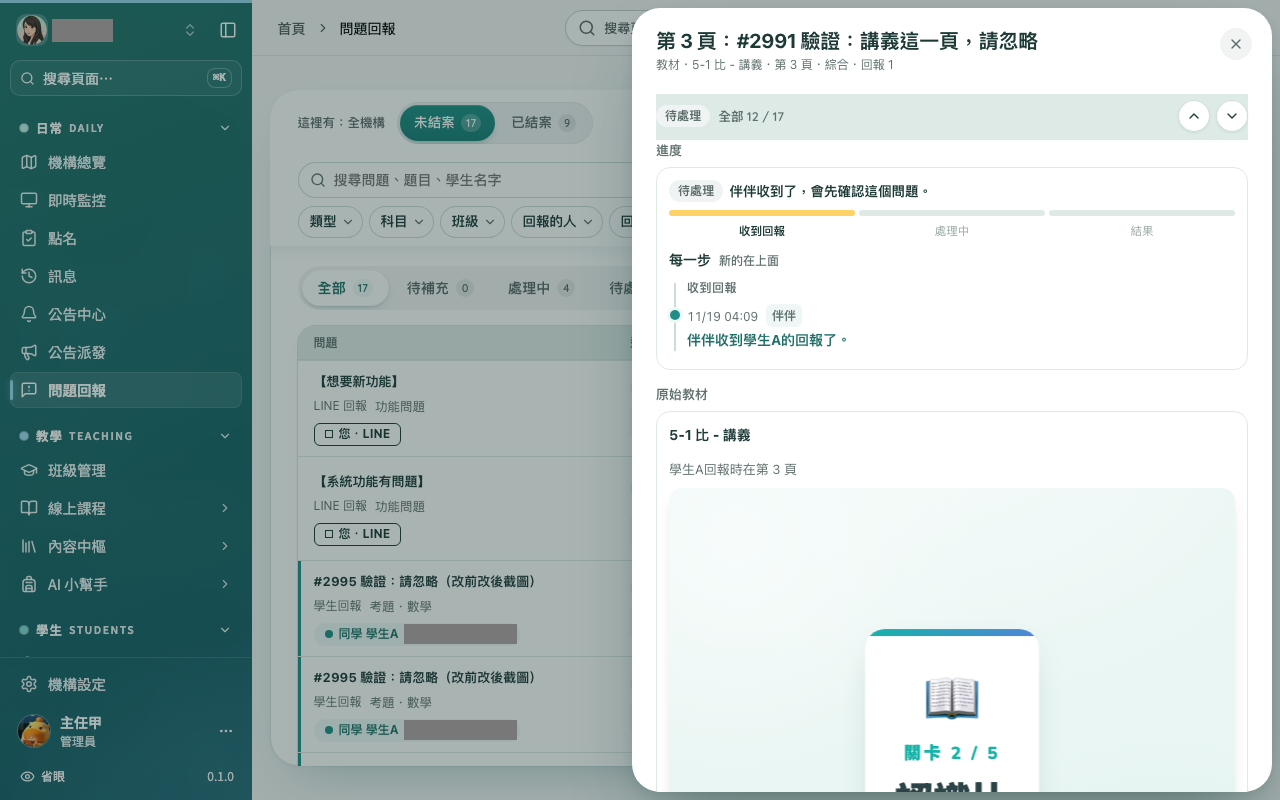 搜尋頁面…
⌘K
日常 DAILY
機構總覽
即時監控
點名
訊息
公告中心
公告派發
問題回報
教學 TEACHING
班級管理
線上課程
內容中樞
AI 小幫手
學生 STUDENTS
機構設定
主任甲
管理員
省眼
0.1.0
首頁 > 問題回報
搜尋
這裡有：全機構
未結案 17
已結案 9
搜尋問題、題目、學生名字
類型
科目
班級
回報的人
全部 17
待補充 0
處理中 4
問題
【想要新功能】
LINE 回報 功能問題
您 · LINE
【系統功能有問題】
LINE 回報 功能問題
您 · LINE
#2995 驗證：請忽略（改前改後截圖）
學生回報 考題 · 數學
同學 學生A
#2995 驗證：請忽略（改前改後截圖）
學生回報 考題 · 數學
同學 學生A
第 3 頁：#2991 驗證：講義這一頁，請忽略
教材 · 5-1 比 - 講義 · 第 3 頁 · 綜合 · 回報 1
待處理 全部 12 / 17
進度
待處理 伴伴收到了，會先確認這個問題。
收到回報 處理中 結果
每一步 新的在上面
收到回報
11/19 04:09 伴伴
伴伴收到學生A的回報了。
原始教材
5-1 比 - 講義
學生A回報時在第 3 頁
關卡 2 / 5